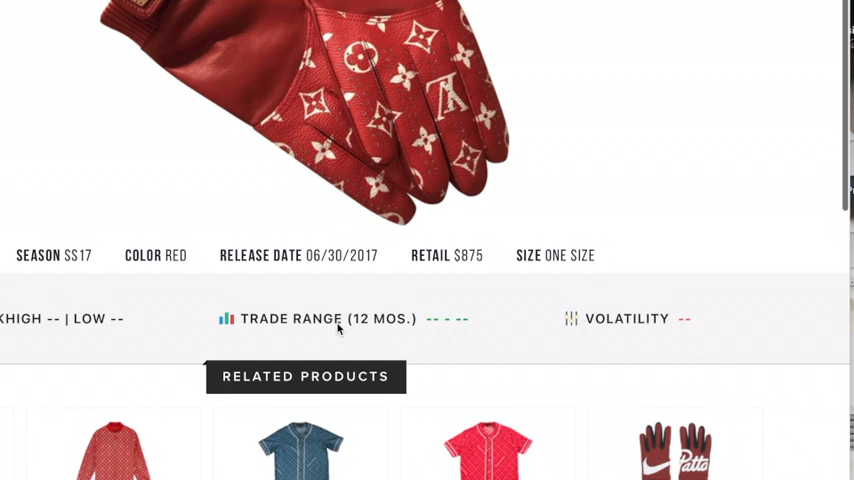 SEASON SS17 COLOR RED RELEASE DATE 06/30/2017 RETAIL $875 SIZE ONE SIZE
KHIGH -- | LOW -- TRADE RANGE (12 MOS.) -- - -- VOLATILITY --
RELATED PRODUCTS
Patta